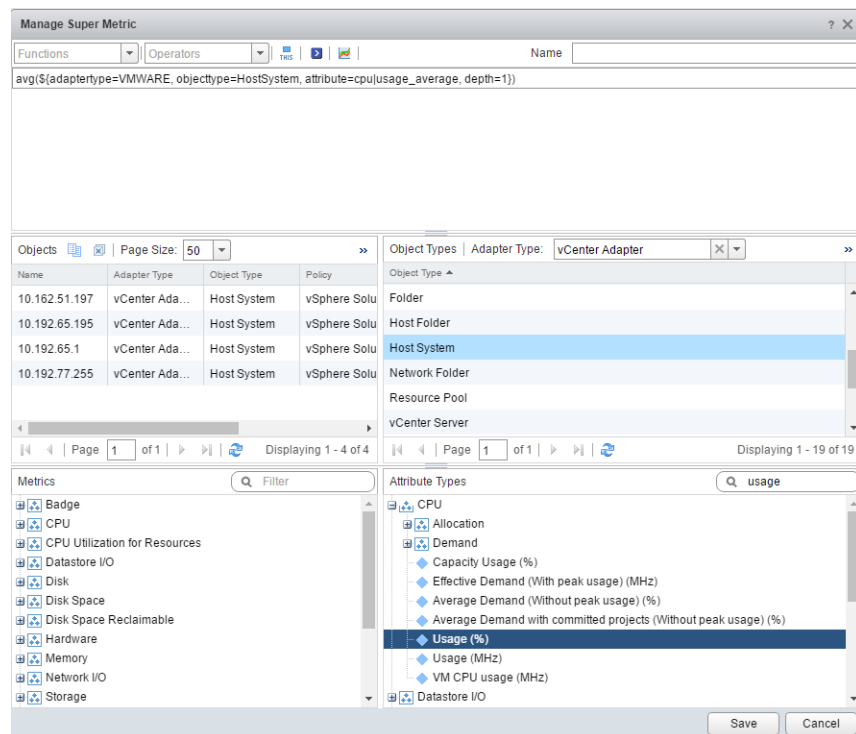 Manage Super Metric ?
Functions Operators THIS Name
avg(${adaptertype=VMWARE, objecttype=HostSystem, attribute=cpu|usage_average, depth=1})
Objects Page Size: 50 »
Name Adapter Type Object Type Policy
10.162.51.197 vCenter Ada... Host System vSphere Solu
10.192.65.195 vCenter Ada... Host System vSphere Solu
10.192.65.1 vCenter Ada... Host System vSphere Solu
10.192.77.255 vCenter Ada... Host System vSphere Solu
Page 1 of 1 Displaying 1 - 4 of 4
Object Types Adapter Type: vCenter Adapter »
Object Type
Folder
Host Folder
Host System
Network Folder
Resource Pool
vCenter Server
Page 1 of 1 Displaying 1 - 19 of 19
Metrics Filter
Badge
CPU
CPU Utilization for Resources
Datastore I/O
Disk
Disk Space
Disk Space Reclaimable
Hardware
Memory
Network I/O
Storage
Attribute Types usage
CPU
Allocation
Demand
Capacity Usage (%)
Effective Demand (With peak usage) (MHz)
Average Demand (Without peak usage) (%)
Average Demand with committed projects (Without peak usage) (%)
Usage (%)
Usage (MHz)
VM CPU usage (MHz)
Datastore I/O
Save Cancel